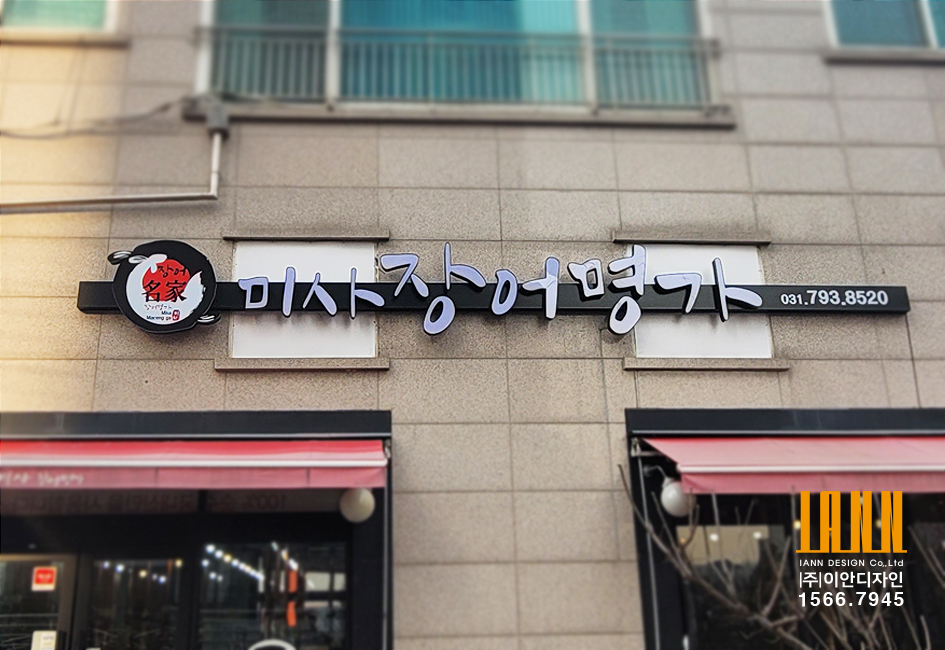 장어
名家
미사장어명가
031.793.8520
IANN
IANN DESIGN Co,.Ltd
(주)이안디자인
1566.7945